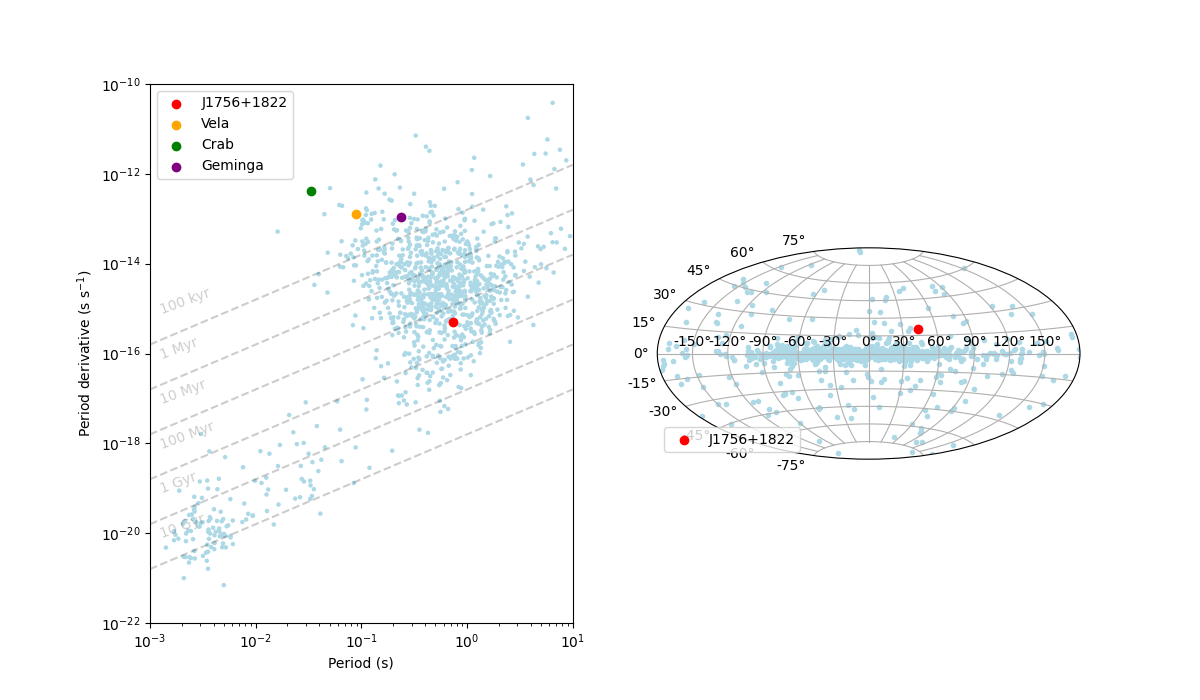 10⁻¹⁰
10⁻¹²
10⁻¹⁴
10⁻¹⁶
10⁻¹⁸
10⁻²⁰
10⁻²²
Period derivative (s s⁻¹)
J1756+1822
Vela
Crab
Geminga
100 kyr
1 Myr
10 Myr
100 Myr
1 Gyr
10 Gyr
10⁻³ 10⁻² 10⁻¹ 10⁰ 10¹
Period (s)
75°
60°
45°
30°
15°
0°
-150° -120° -90° -60° -30° 0° 30° 60° 90° 120° 150°
-15°
-30°
-45°
-60°
-75°
J1756+1822